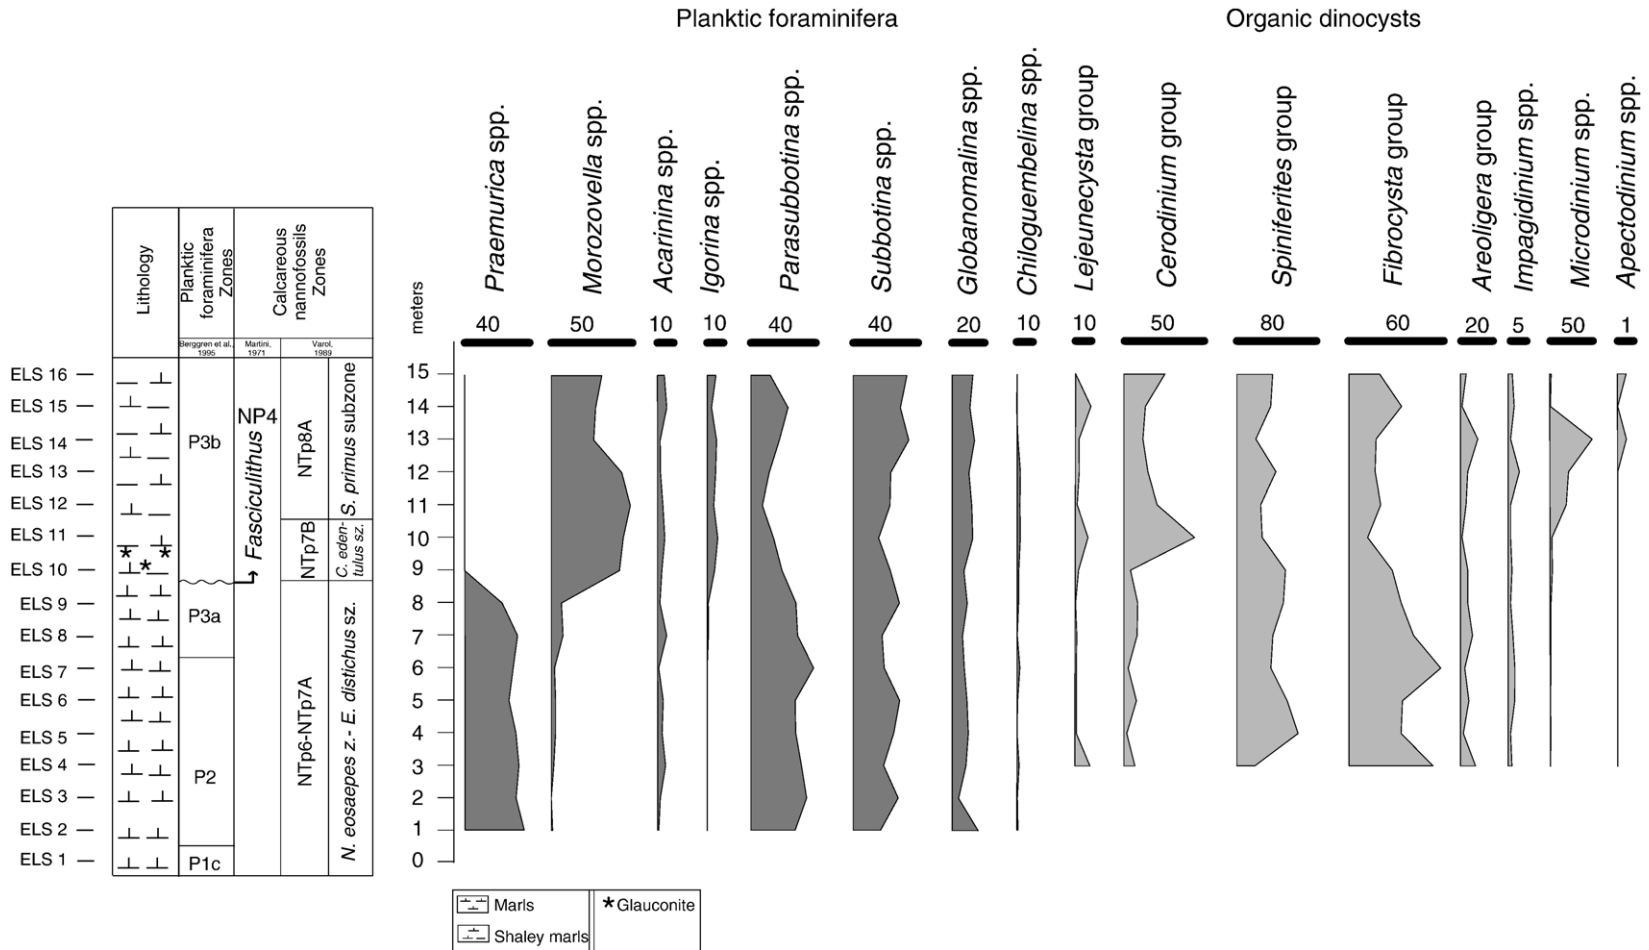 Planktic foraminifera
Organic dinocysts
Praemurica spp.
Morozovella spp.
Acarinina spp.
Igorina spp.
Parasubbotina spp.
Subbotina spp.
Globanomalina spp.
Chiloguembelina spp.
Lejeunecysta group
Cerodinium group
Spiniferites group
Fibrocysta group
Areoligera group
Impagidinium spp.
Microdinium spp.
Apectodinium spp.
40 50 10 10 40 40 20 10 10 50 80 60 20 5 50 1
Lithology
Planktic
foraminifera
Zones
Calcareous
nannofossils
Zones
Berggren et al.,
1995
Martini,
1971
Varol,
1989
meters
ELS 16
ELS 15
ELS 14
ELS 13
ELS 12
ELS 11
ELS 10
ELS 9
ELS 8
ELS 7
ELS 6
ELS 5
ELS 4
ELS 3
ELS 2
ELS 1
P3b
P3a
P2
P1c
NP4
Fasciculithus
NTp8A
NTp7B
NTp6-NTp7A
S. primus subzone
C. eden-
tulus sz.
N. eosaepes z.- E. distichus sz.
15
14
13
12
11
10
9
8
7
6
5
4
3
2
1
0
Marls
* Glauconite
Shaley marls